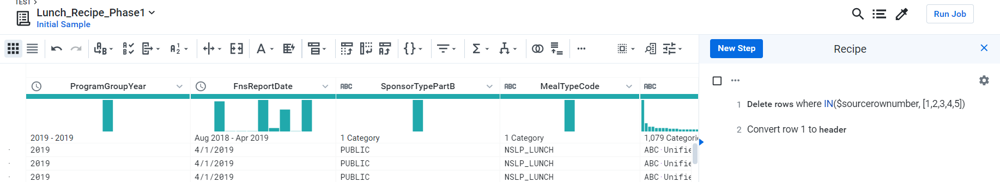 TEST >
Lunch_Recipe_Phase1
Initial Sample
Run Job
New Step
Recipe
ProgramGroupYear
FnsReportDate
ABC SponsorTypePartB
ABC MealTypeCode
ABC
2019 - 2019
Aug 2018 - Apr 2019
1 Category
1 Category
1,079 Categorie
2019 4/1/2019 PUBLIC NSLP_LUNCH ABC·Unifie
2019 4/1/2019 PUBLIC NSLP_LUNCH ABC·Unifie
2019 4/1/2019 PUBLIC NSLP_LUNCH ABC·Unifie
1 Delete rows where IN($sourcerownumber, [1,2,3,4,5])
2 Convert row 1 to header